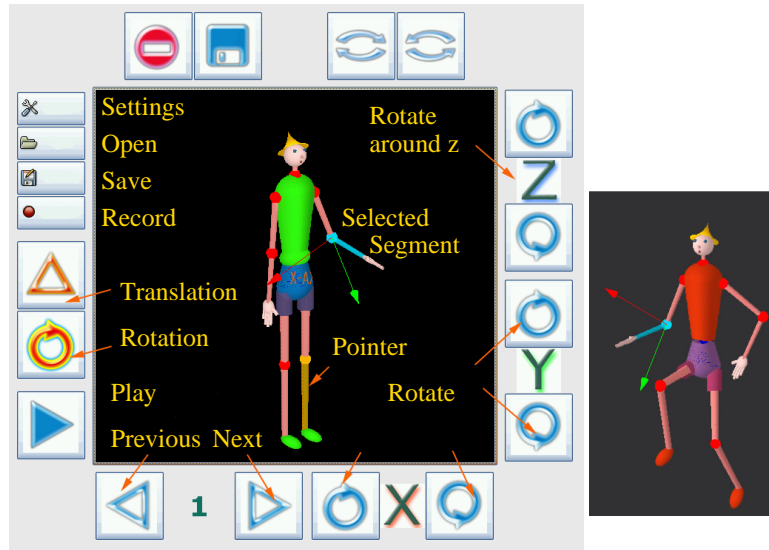 Settings
Rotate
around z
Open
Save
Z
Record
Selected
Segment
X-A
Translation
Rotation
Pointer
Y
Play
Rotate
Previous Next
1
X